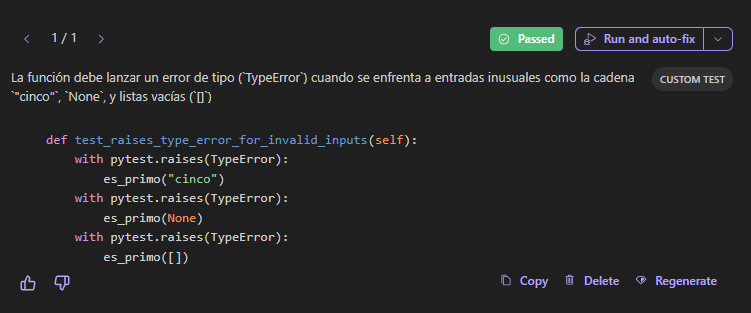 1 / 1
Passed
Run and auto-fix
La función debe lanzar un error de tipo (`TypeError`) cuando se enfrenta a entradas inusuales como la cadena
`"cinco"`, `None`, y listas vacías (`[]`)
CUSTOM TEST
def test_raises_type_error_for_invalid_inputs(self):
    with pytest.raises(TypeError):
        es_primo("cinco")
    with pytest.raises(TypeError):
        es_primo(None)
    with pytest.raises(TypeError):
        es_primo([])
Copy
Delete
Regenerate